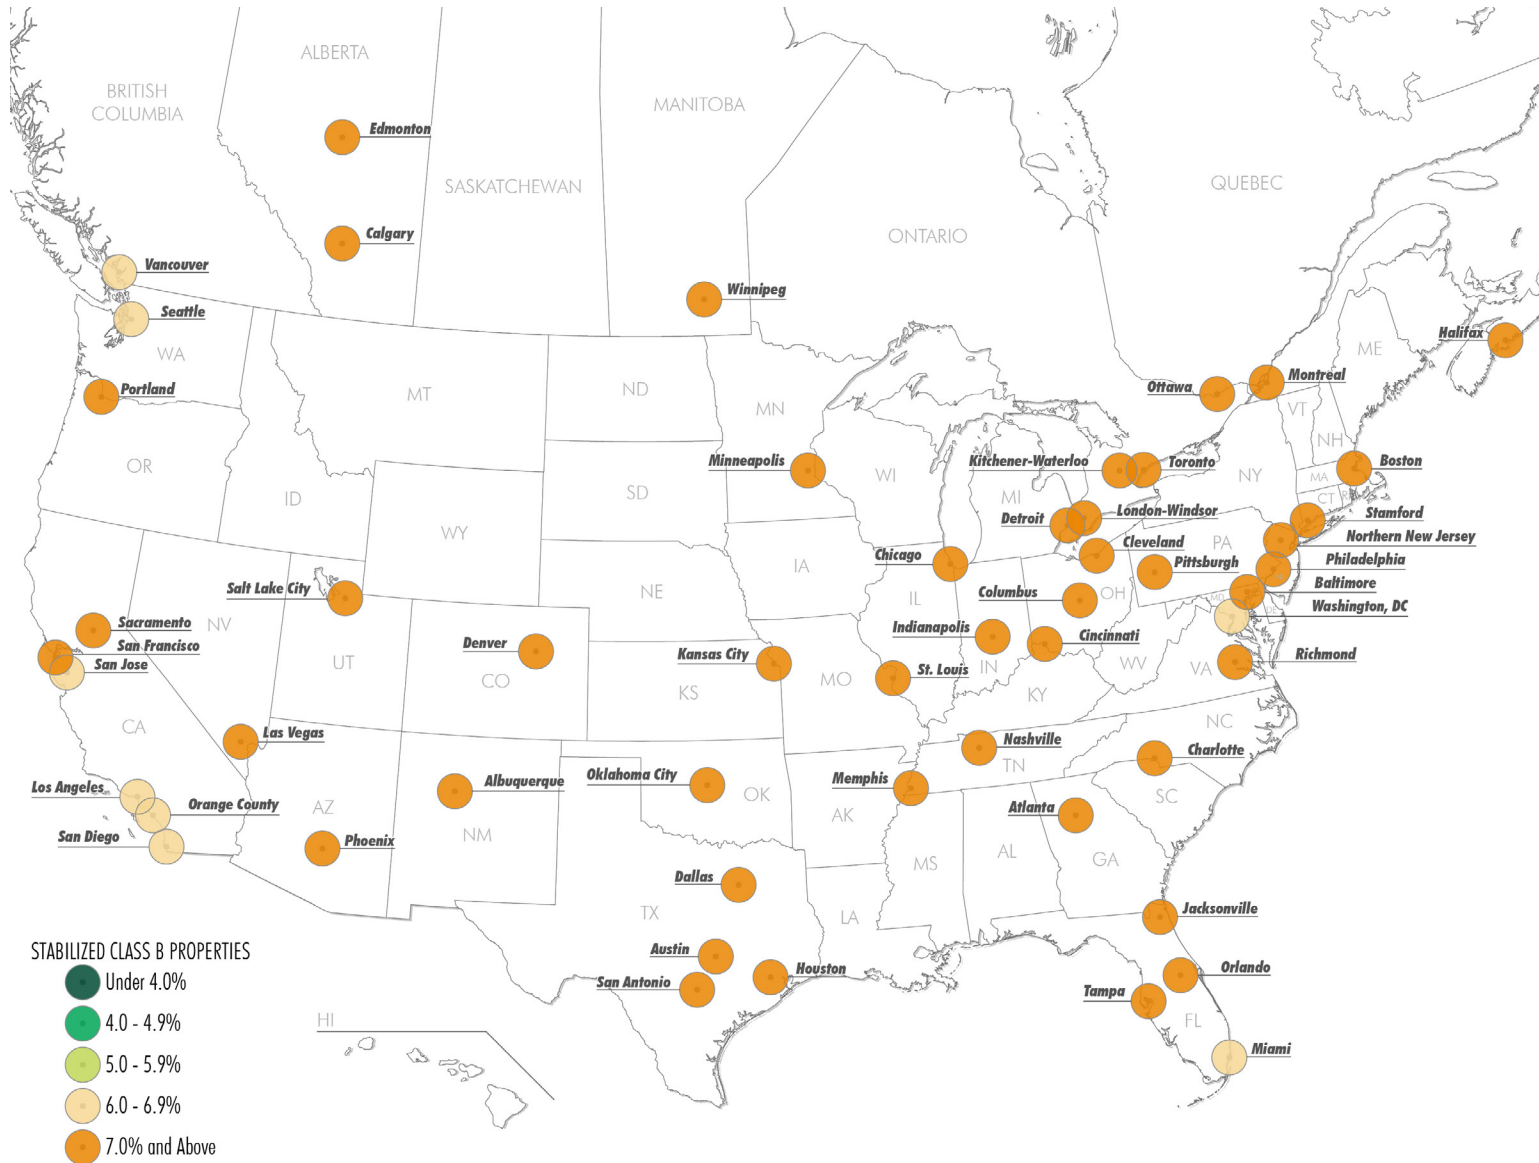 ALBERTA
BRITISH
COLUMBIA
MANITOBA
Edmonton
SASKATCHEWAN
QUEBEC
Calgary
ONTARIO
Vancouver
Winnipeg
Seattle
Halifax
WA
ME
Portland
MT
ND
MN
Ottawa
Montreal
VT
NH
OR
ID
SD
Minneapolis
WI
Kitchener-Waterloo
Toronto
NY
Boston
MA
CT
RI
MI
WY
Detroit
London-Windsor
Stamford
Cleveland
PA
Northern New Jersey
Chicago
IA
Pittsburgh
Philadelphia
Salt Lake City
NE
IL
Columbus
OH
Baltimore
MD
DE
Washington, DC
Sacramento
NV
San Francisco
San Jose
UT
Denver
CO
Kansas City
KS
MO
St. Louis
Indianapolis
IN
Cincinnati
WV
VA
Richmond
KY
CA
Las Vegas
NC
Nashville
TN
Charlotte
Los Angeles
Orange County
San Diego
AZ
Albuquerque
Oklahoma City
OK
Memphis
AK
SC
Atlanta
Phoenix
NM
MS
AL
GA
Dallas
TX
LA
Jacksonville
Austin
San Antonio
Houston
Orlando
Tampa
FL
Miami
HI
STABILIZED CLASS B PROPERTIES
Under 4.0%
4.0 - 4.9%
5.0 - 5.9%
6.0 - 6.9%
7.0% and Above